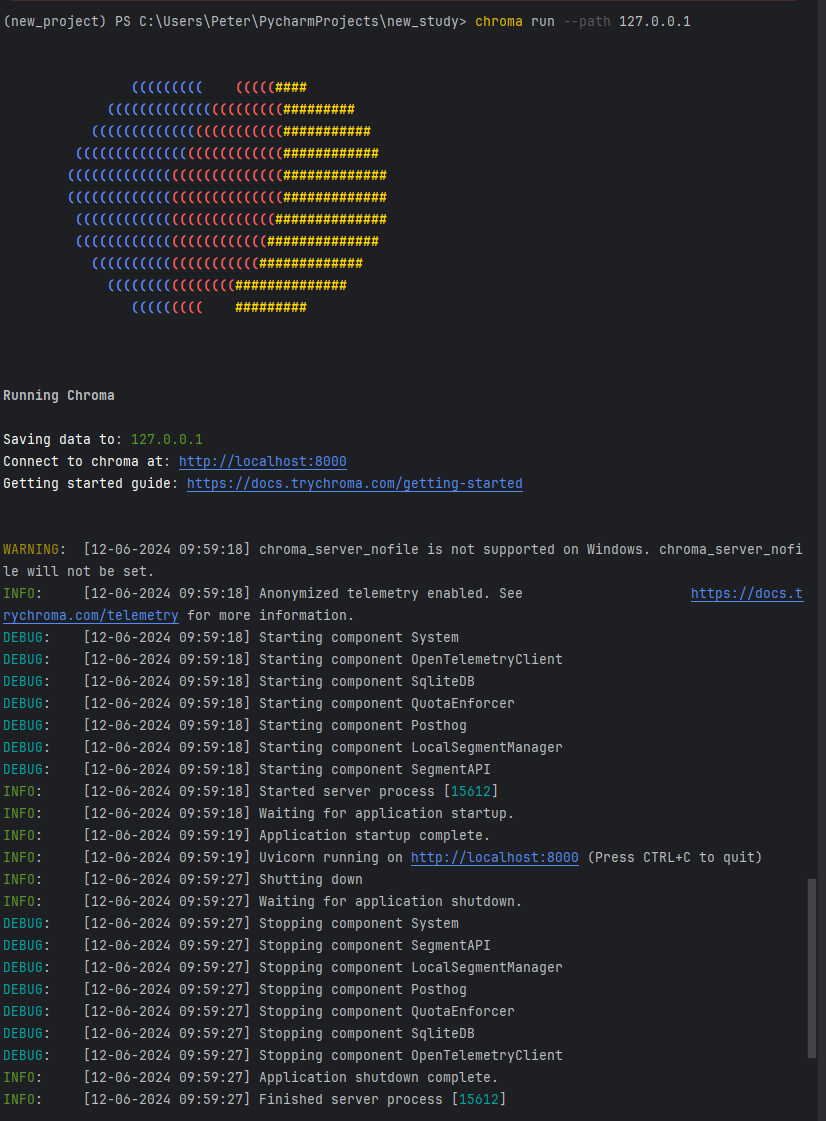 (new_project) PS C:\Users\Peter\PycharmProjects\new_study> chroma run --path 127.0.0.1
(((((((((    (((((####
(((((((((((((((((((((((#########
((((((((((((((((((((((((###########
((((((((((((((((((((((((((############
(((((((((((((((((((((((((((#############
(((((((((((((((((((((((((((#############
(((((((((((((((((((((((((##############
((((((((((((((((((((((((##############
(((((((((((((((((((((#############
((((((((((((((((##############
(((((((((    #########
Running Chroma
Saving data to: 127.0.0.1
Connect to chroma at: http://localhost:8000
Getting started guide: https://docs.trychroma.com/getting-started
WARNING:  [12-06-2024 09:59:18] chroma_server_nofile is not supported on Windows. chroma_server_nofi
le will not be set.
INFO:     [12-06-2024 09:59:18] Anonymized telemetry enabled. See                     https://docs.t
rychroma.com/telemetry for more information.
DEBUG:    [12-06-2024 09:59:18] Starting component System
DEBUG:    [12-06-2024 09:59:18] Starting component OpenTelemetryClient
DEBUG:    [12-06-2024 09:59:18] Starting component SqliteDB
DEBUG:    [12-06-2024 09:59:18] Starting component QuotaEnforcer
DEBUG:    [12-06-2024 09:59:18] Starting component Posthog
DEBUG:    [12-06-2024 09:59:18] Starting component LocalSegmentManager
DEBUG:    [12-06-2024 09:59:18] Starting component SegmentAPI
INFO:     [12-06-2024 09:59:18] Started server process [15612]
INFO:     [12-06-2024 09:59:18] Waiting for application startup.
INFO:     [12-06-2024 09:59:19] Application startup complete.
INFO:     [12-06-2024 09:59:19] Uvicorn running on http://localhost:8000 (Press CTRL+C to quit)
INFO:     [12-06-2024 09:59:27] Shutting down
INFO:     [12-06-2024 09:59:27] Waiting for application shutdown.
DEBUG:    [12-06-2024 09:59:27] Stopping component System
DEBUG:    [12-06-2024 09:59:27] Stopping component SegmentAPI
DEBUG:    [12-06-2024 09:59:27] Stopping component LocalSegmentManager
DEBUG:    [12-06-2024 09:59:27] Stopping component Posthog
DEBUG:    [12-06-2024 09:59:27] Stopping component QuotaEnforcer
DEBUG:    [12-06-2024 09:59:27] Stopping component SqliteDB
DEBUG:    [12-06-2024 09:59:27] Stopping component OpenTelemetryClient
INFO:     [12-06-2024 09:59:27] Application shutdown complete.
INFO:     [12-06-2024 09:59:27] Finished server process [15612]